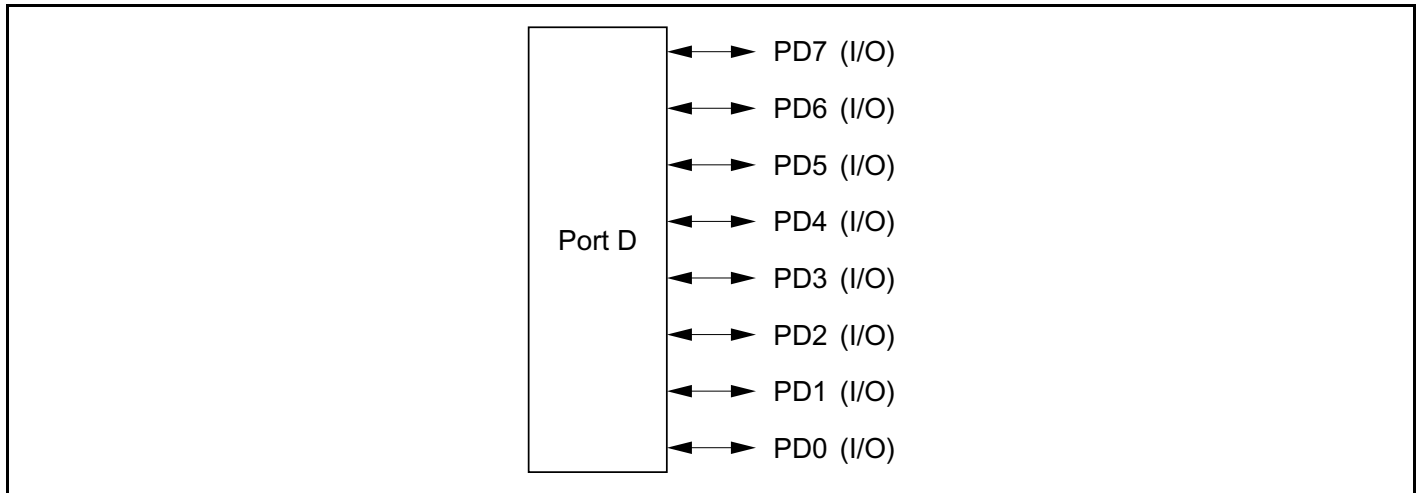 PD7 (I/O)
PD6 (I/O)
PD5 (I/O)
PD4 (I/O)
Port D
PD3 (I/O)
PD2 (I/O)
PD1 (I/O)
PD0 (I/O)